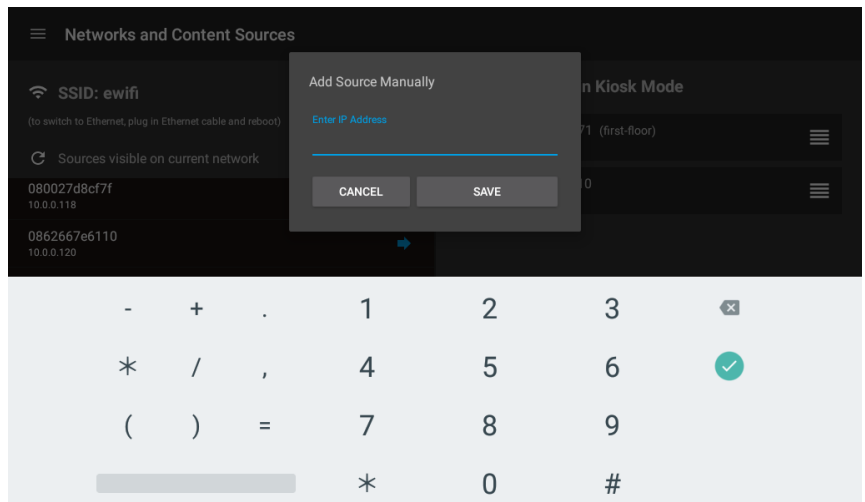 Networks and Content Sources
SSID: ewifi
(to switch to Ethernet, plug in Ethernet cable and reboot)
Sources visible on current network
080027d8cf7f
10.0.0.118
0862667e6110
10.0.0.120
Add Source Manually
Enter IP Address
CANCEL SAVE
n Kiosk Mode
71 (first-floor)
10
- + . 1 2 3
* / , 4 5 6
( ) = 7 8 9
* 0 #